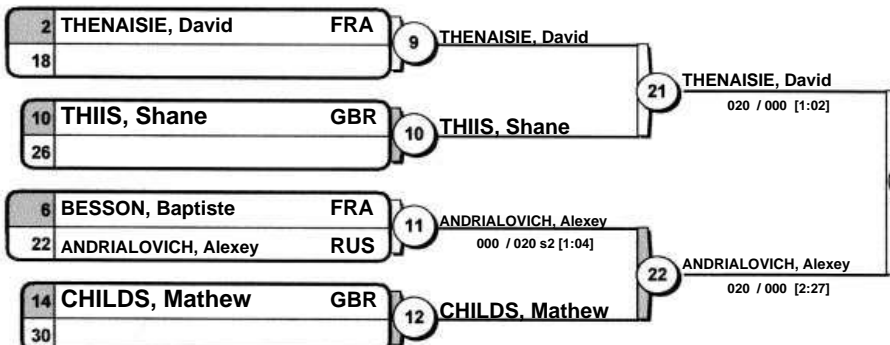 2 THENAISIE, David FRA
18
9 THENAISIE, David
10 THIIS, Shane GBR
26
10 THIIS, Shane
21 THENAISIE, David
020 / 000 [1:02]
6 BESSON, Baptiste FRA
22 ANDRIALOVICH, Alexey RUS
11 ANDRIALOVICH, Alexey
000 / 020 s2 [1:04]
14 CHILDS, Mathew GBR
30
12 CHILDS, Mathew
22 ANDRIALOVICH, Alexey
020 / 000 [2:27]